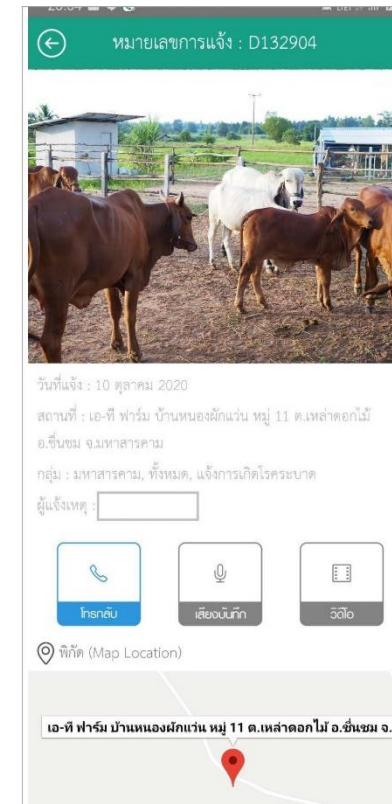 หมายเลขการแจ้ง : D132904
วันที่แจ้ง : 10 ตุลาคม 2020
สถานที่ : เอ-ที ฟาร์ม บ้านหนองผักแว่น หมู่ 11 ต.เหล่าดอกไม้
อ.ชื่นชม จ.มหาสารคาม
กลุ่ม : มหาสารคาม, ทั้งหมด, แจ้งการเกิดโรคระบาด
ผู้แจ้งเหตุ :
โทรกลับ เสียงบันทึก วิดีโอ
พิกัด (Map Location)
เอ-ที ฟาร์ม บ้านหนองผักแว่น หมู่ 11 ต.เหล่าดอกไม้ อ.ชื่นชม จ.